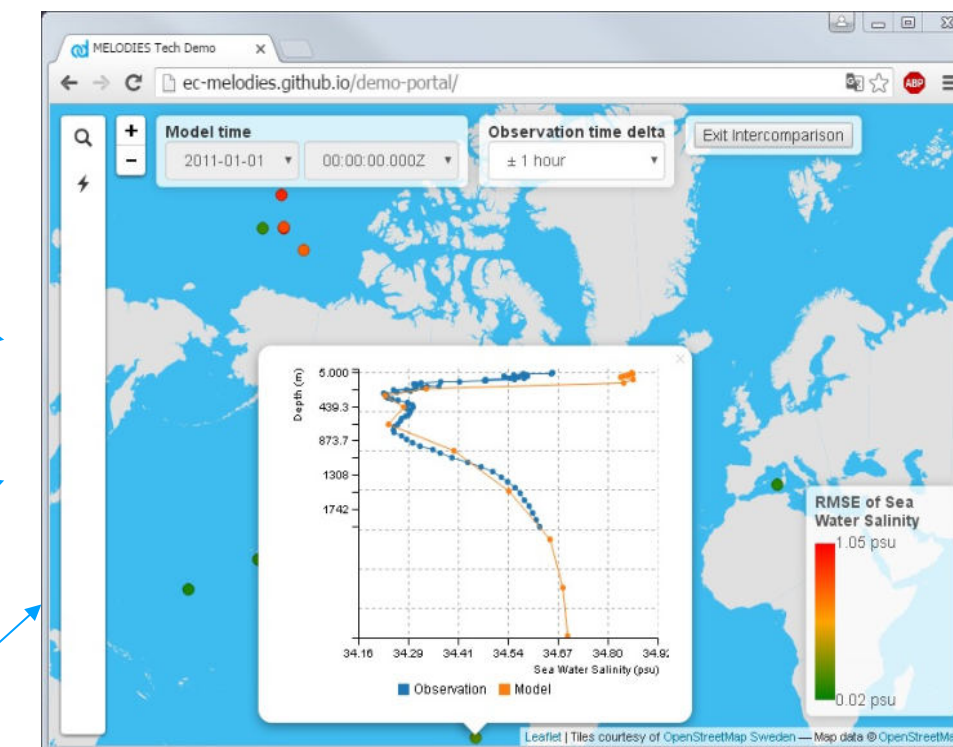 MELODIES Tech Demo
ec-melodies.github.io/demo-portal/
ABP
+
-
Model time
2011-01-01
00:00:00.000Z
Observation time delta
± 1 hour
Exit Intercomparison
Depth (m)
5.000
439.3
873.7
1308
1742
34.16 34.29 34.41 34.54 34.67 34.80 34.92
Sea Water Salinity (psu)
Observation Model
RMSE of Sea
Water Salinity
1.05 psu
0.02 psu
Leaflet | Tiles courtesy of OpenStreetMap Sweden — Map data © OpenStreetMa